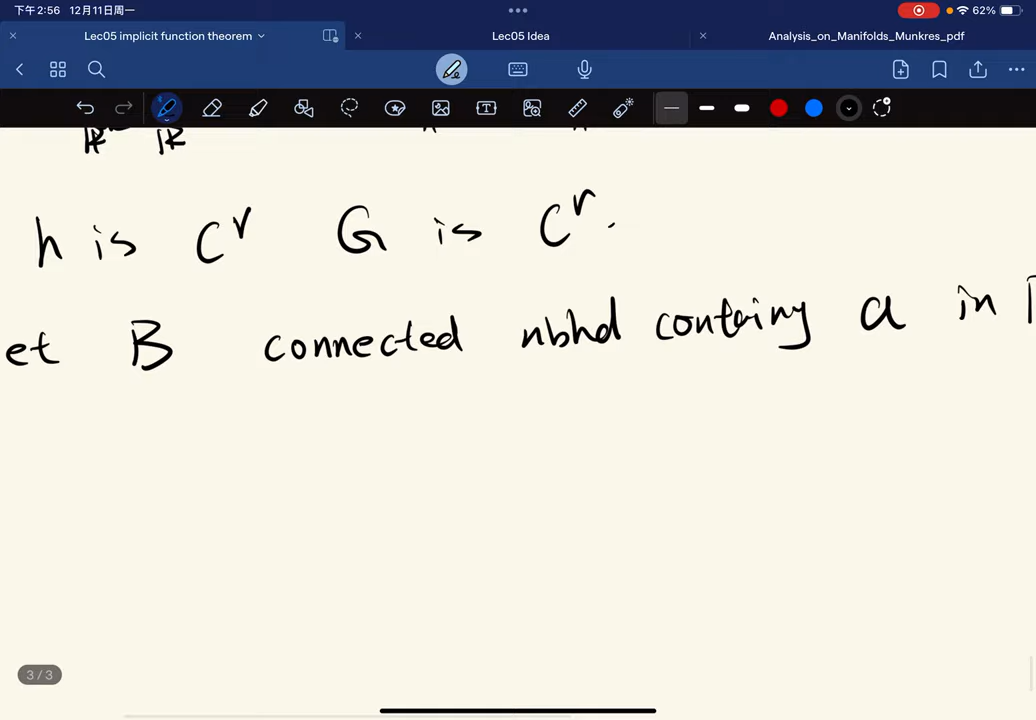 下午2:56 12月11日周一
62%
Lec05 implicit function theorem
Lec05 Idea
Analysis_on_Manifolds_Munkres_pdf
h is C^r G is C^r.
et B connected nbhd containy a in
3 / 3